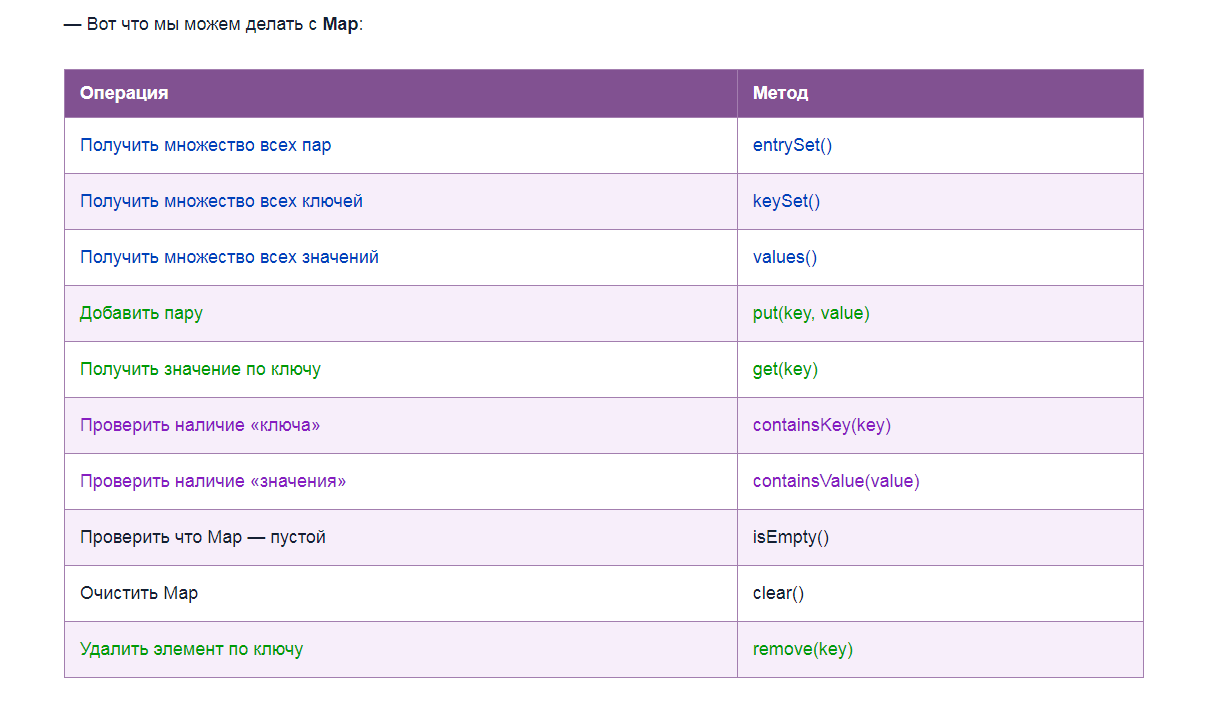 — Вот что мы можем делать с Map:
Операция Метод
Получить множество всех пар entrySet()
Получить множество всех ключей keySet()
Получить множество всех значений values()
Добавить пару put(key, value)
Получить значение по ключу get(key)
Проверить наличие «ключа» containsKey(key)
Проверить наличие «значения» containsValue(value)
Проверить что Map — пустой isEmpty()
Очистить Map clear()
Удалить элемент по ключу remove(key)